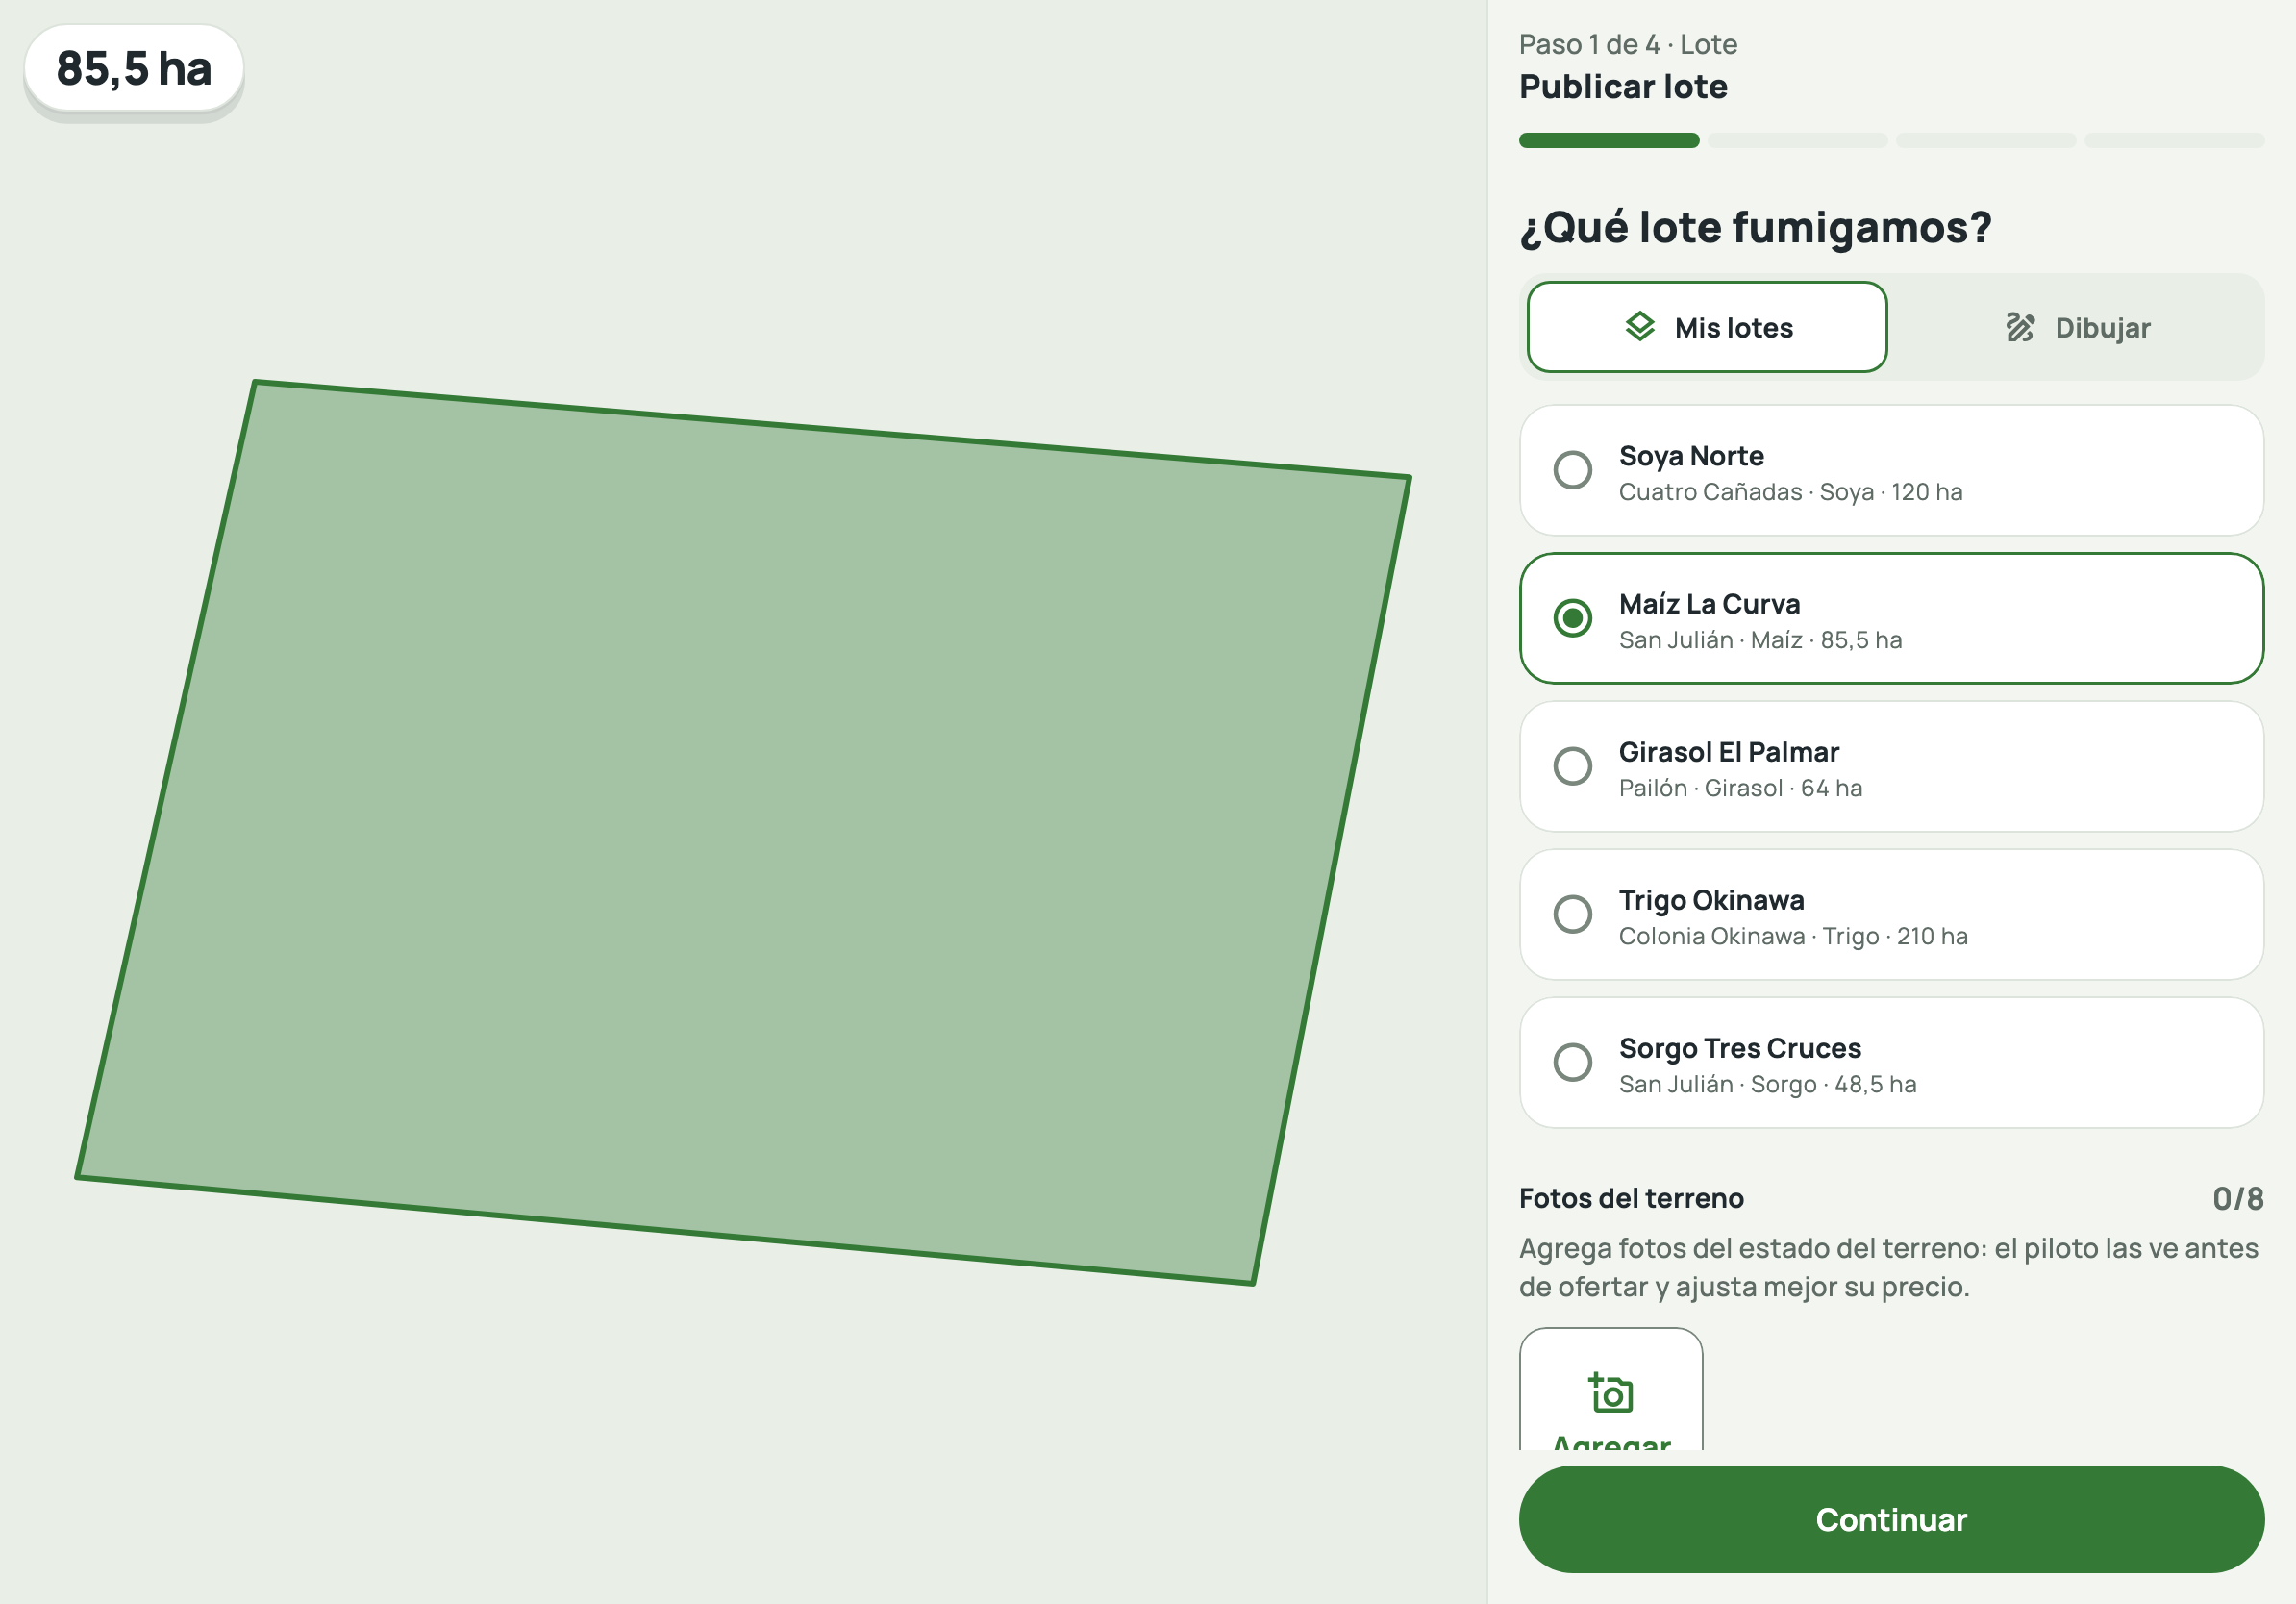 85,5 ha
Paso 1 de 4 · Lote
Publicar lote
¿Qué lote fumigamos?
Mis lotes
Dibujar
Soya Norte
Cuatro Cañadas · Soya · 120 ha
Maíz La Curva
San Julián · Maíz · 85,5 ha
Girasol El Palmar
Pailón · Girasol · 64 ha
Trigo Okinawa
Colonia Okinawa · Trigo · 210 ha
Sorgo Tres Cruces
San Julián · Sorgo · 48,5 ha
Fotos del terreno
0/8
Agrega fotos del estado del terreno: el piloto las ve antes
de ofertar y ajusta mejor su precio.
Agregar
Continuar